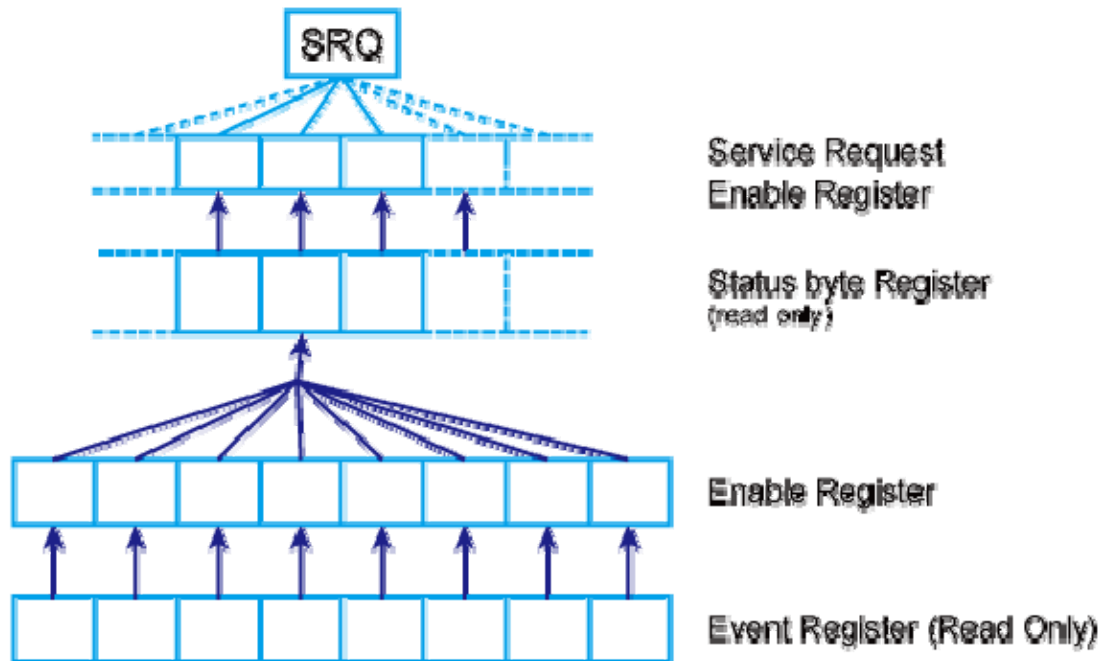 SRQ
Service Request
Enable Register
Status byte Register
(read only)
Enable Register
Event Register (Read Only)